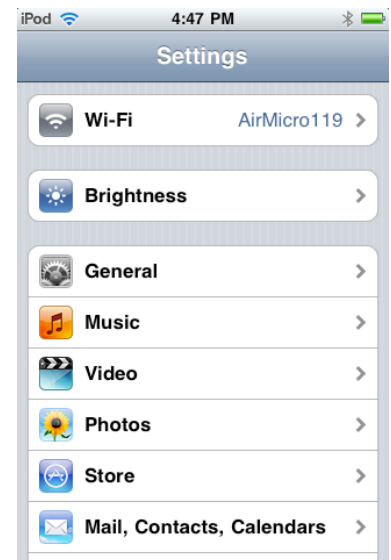 iPod 4:47 PM
Settings
Wi-Fi AirMicro119
Brightness
General
Music
Video
Photos
Store
Mail, Contacts, Calendars